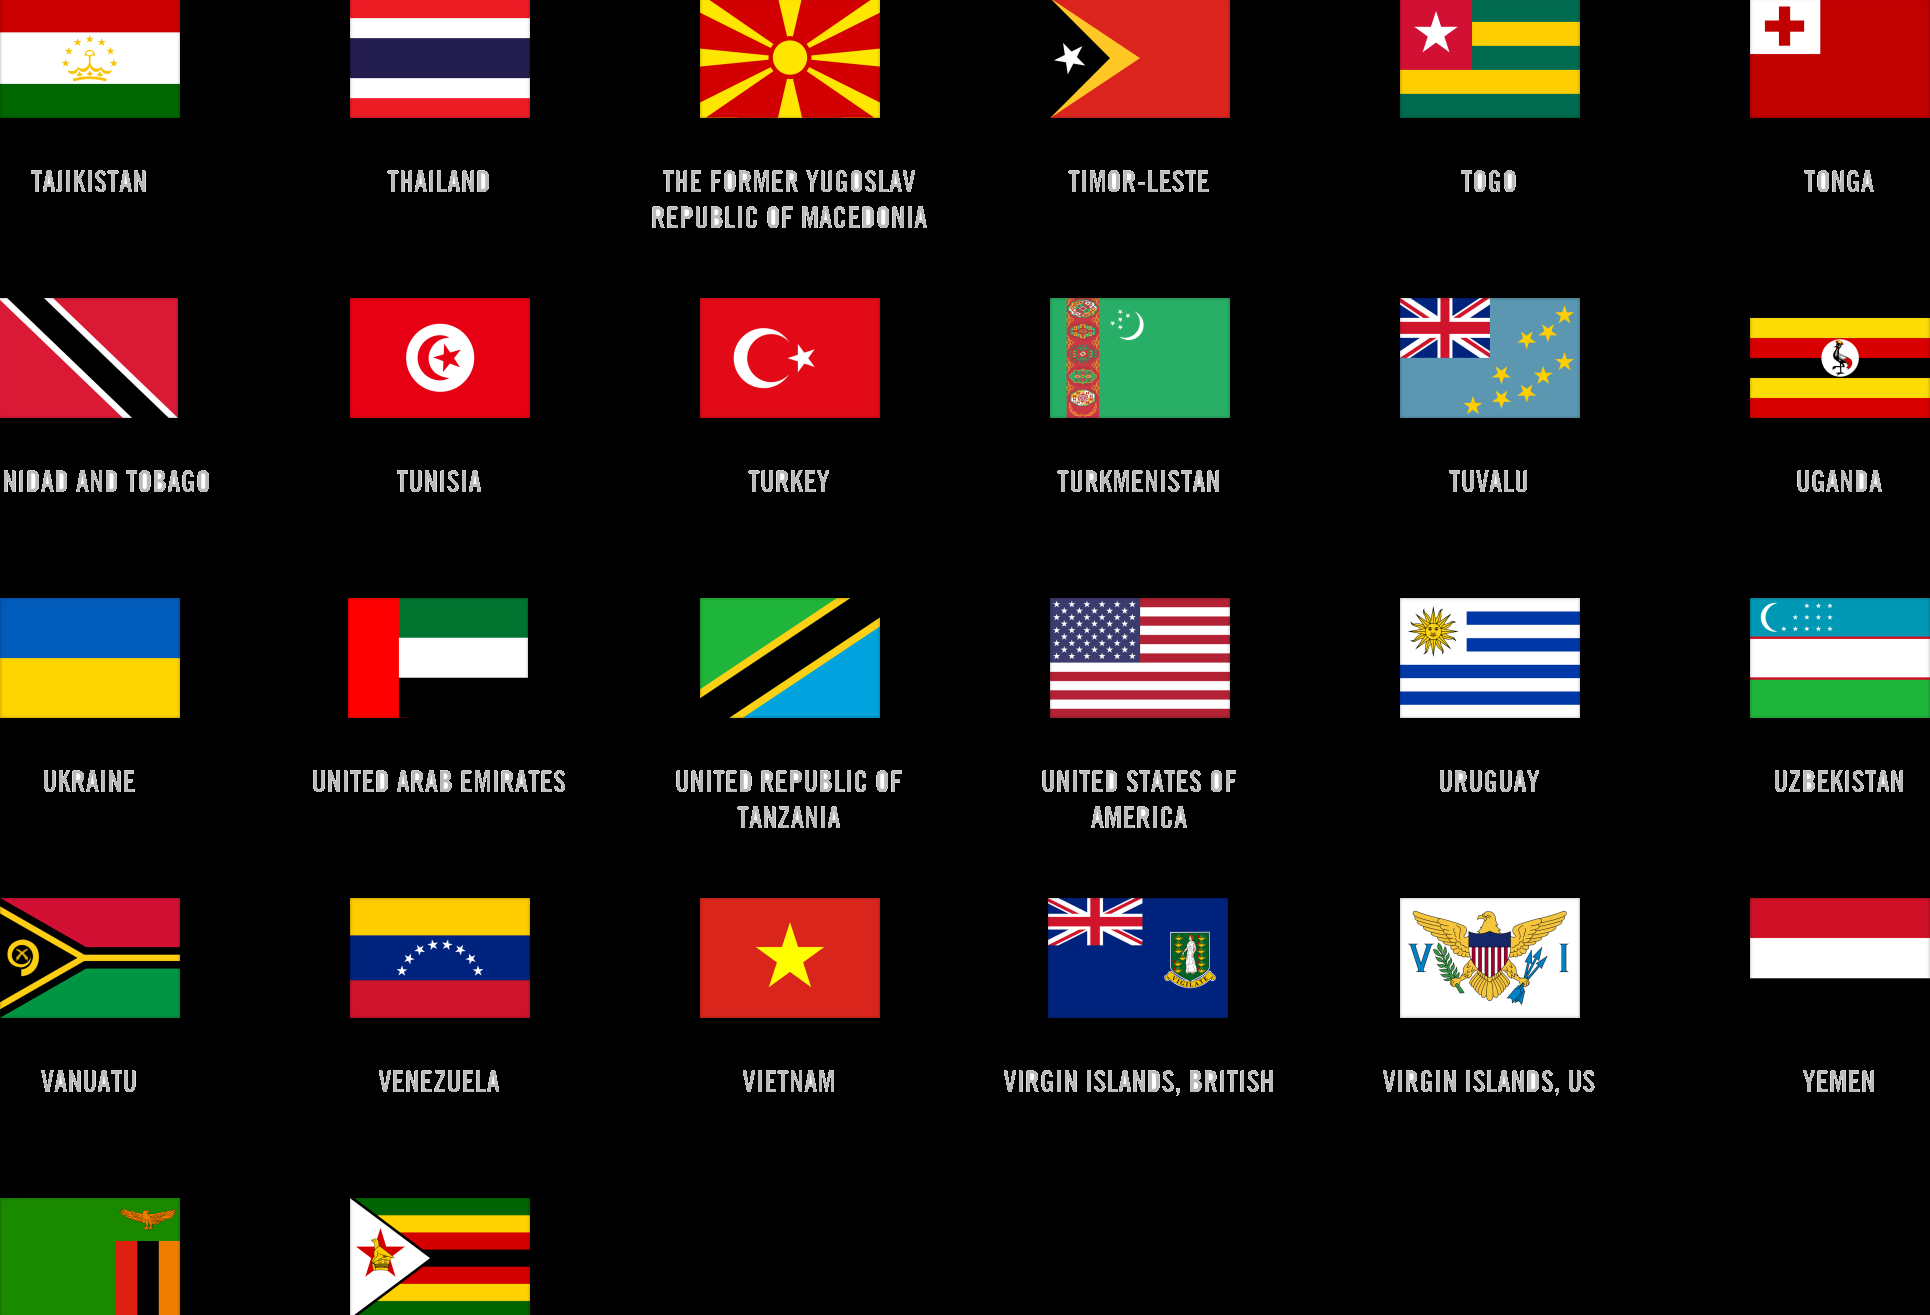 TAJIKISTAN
THAILAND
THE FORMER YUGOSLAV
REPUBLIC OF MACEDONIA
TIMOR-LESTE
TOGO
TONGA
NIDAD AND TOBAGO
TUNISIA
TURKEY
TURKMENISTAN
TUVALU
UGANDA
UKRAINE
UNITED ARAB EMIRATES
UNITED REPUBLIC OF
TANZANIA
UNITED STATES OF
AMERICA
URUGUAY
UZBEKISTAN
VIGILATE
V I
VANUATU
VENEZUELA
VIETNAM
VIRGIN ISLANDS, BRITISH
VIRGIN ISLANDS, US
YEMEN